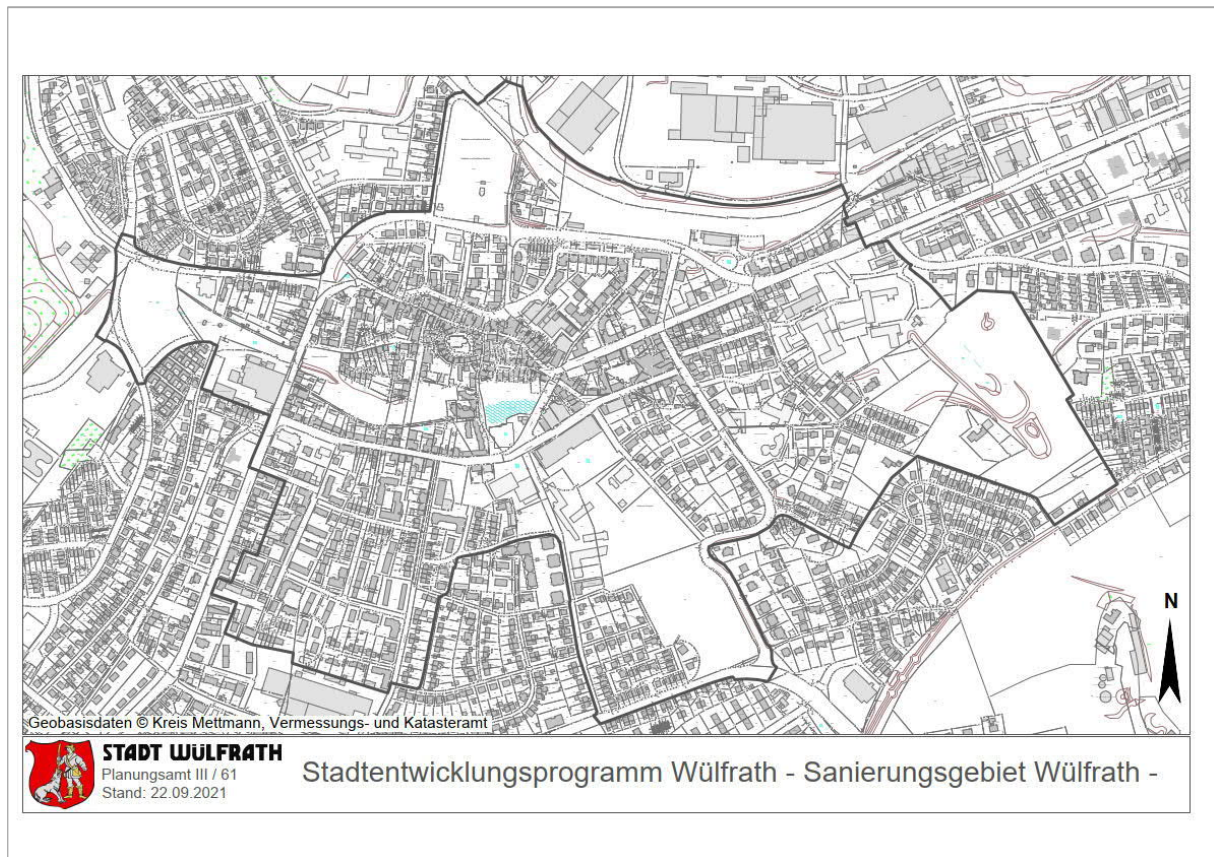 N
Geobasisdaten © Kreis Mettmann, Vermessungs- und Katasteramt
STADT WÜLFRATH
Planungsamt III / 61
Stand: 22.09.2021
Stadtentwicklungsprogramm Wülfrath - Sanierungsgebiet Wülfrath -